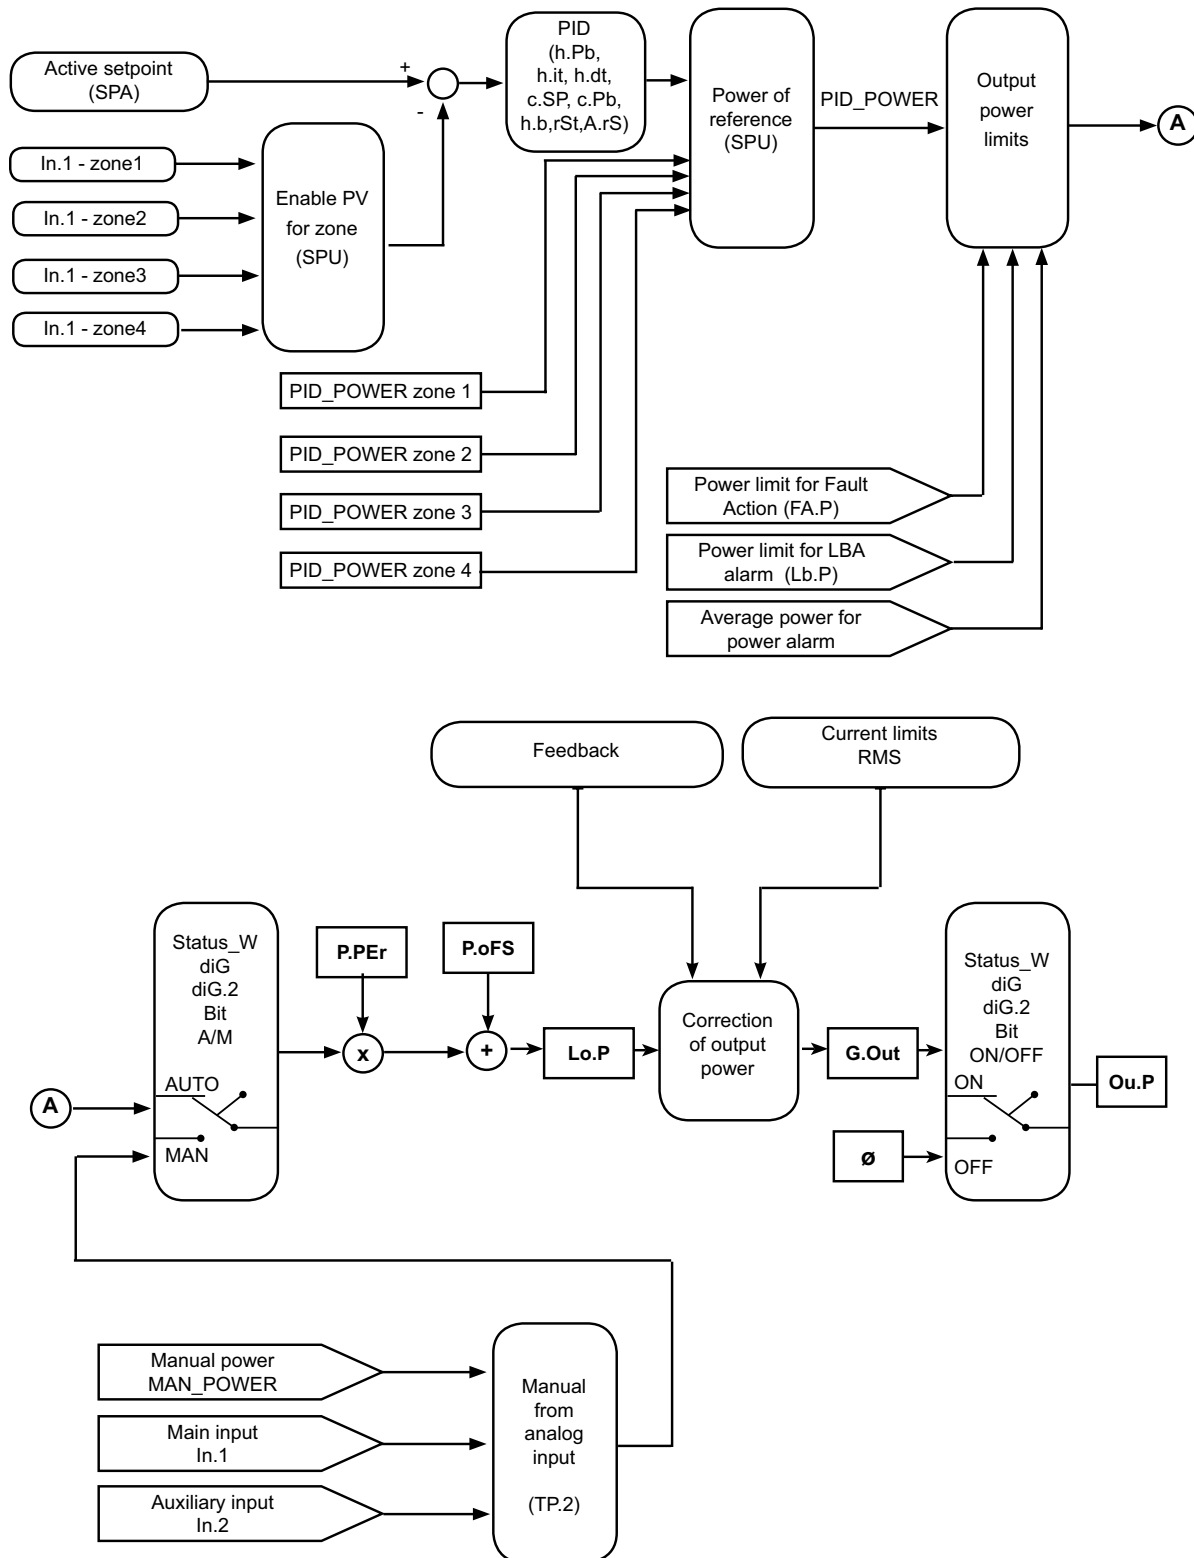 Active setpoint
(SPA)
+
-
PID
(h.Pb,
h.it, h.dt,
c.SP, c.Pb,
h.b,rSt,A.rS)
Power of
reference
(SPU)
PID_POWER
Output
power
limits
A
In.1 - zone1
In.1 - zone2
In.1 - zone3
In.1 - zone4
Enable PV
for zone
(SPU)
PID_POWER zone 1
PID_POWER zone 2
PID_POWER zone 3
PID_POWER zone 4
Power limit for Fault
Action (FA.P)
Power limit for LBA
alarm (Lb.P)
Average power for
power alarm
Feedback
Current limits
RMS
Status_W
diG
diG.2
Bit
A/M
AUTO
MAN
A
P.PEr
x
P.oFS
+
Lo.P
Correction
of output
power
G.Out
ø
Status_W
diG
diG.2
Bit
ON/OFF
ON
OFF
Ou.P
Manual power
MAN_POWER
Main input
In.1
Auxiliary input
In.2
Manual
from
analog
input
(TP.2)